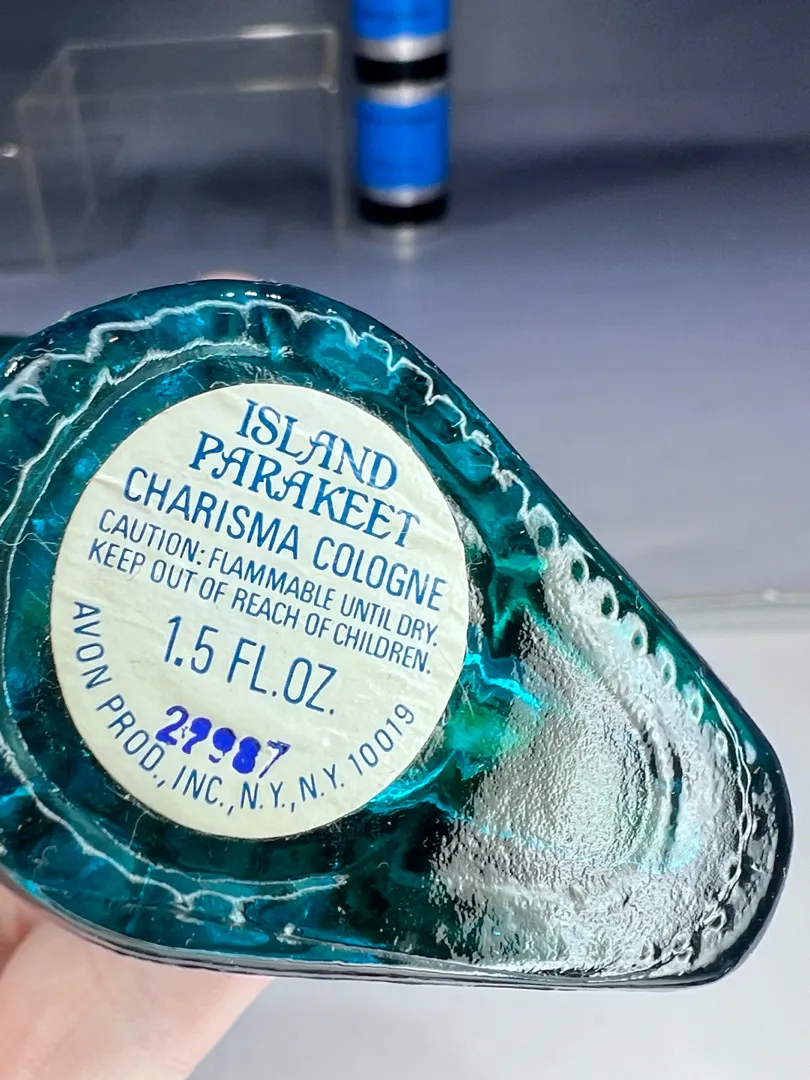 ISLAND
PARAKEET
CHARISMA COLOGNE
CAUTION: FLAMMABLE UNTIL DRY.
KEEP OUT OF REACH OF CHILDREN.
1.5 FL.OZ.
AVON PROD., INC., N.Y., N.Y. 10019